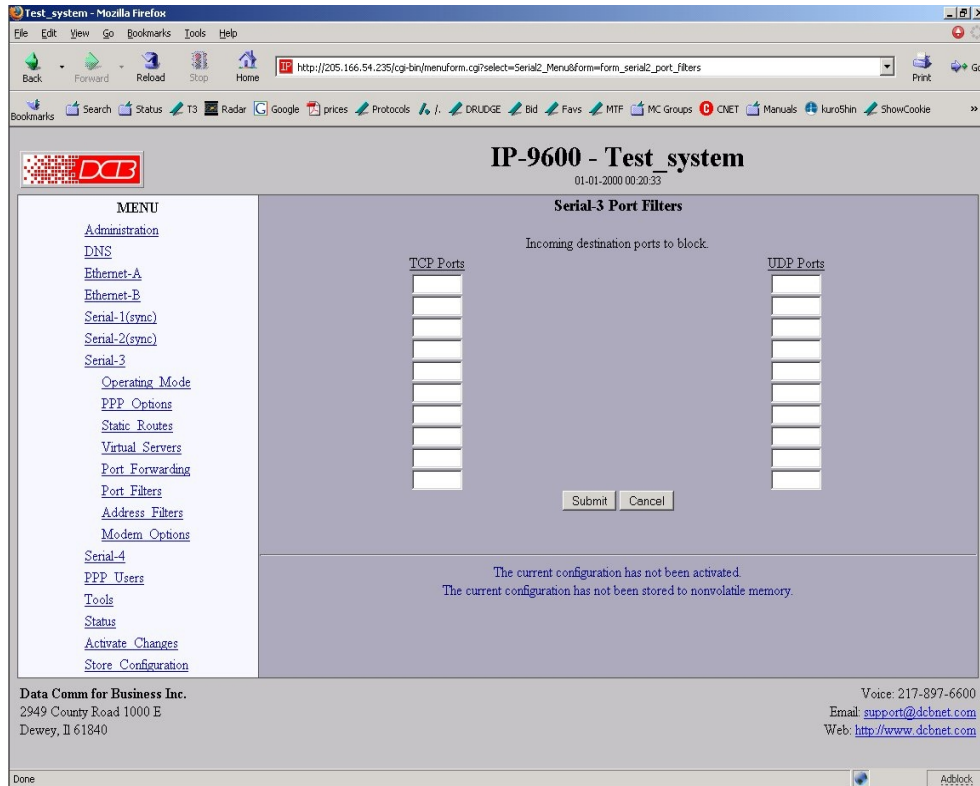 Test_system - Mozilla Firefox
File Edit View Go Bookmarks Tools Help
Back Forward Reload Stop Home
IP http://205.166.54.235/cgi-bin/menuform.cgi?select=Serial2_Menu&form=form_serial2_port_filters
Print Go
Bookmarks Search Status T3 Radar Google prices Protocols /. DRUDGE Bid Favs MTF MC Groups CNET Manuals kuro5hin ShowCookie »
DCB
IP-9600 - Test_system
01-01-2000 00:20:33
MENU
Administration
DNS
Ethernet-A
Ethernet-B
Serial-1(sync)
Serial-2(sync)
Serial-3
Operating Mode
PPP Options
Static Routes
Virtual Servers
Port Forwarding
Port Filters
Address Filters
Modem Options
Serial-4
PPP Users
Tools
Status
Activate Changes
Store Configuration
Serial-3 Port Filters
Incoming destination ports to block.
TCP Ports UDP Ports
Submit Cancel
The current configuration has not been activated.
The current configuration has not been stored to nonvolatile memory.
Data Comm for Business Inc.
2949 County Road 1000 E
Dewey, Il 61840
Voice: 217-897-6600
Email: support@dcbnet.com
Web: http://www.dcbnet.com
Done
Adblock